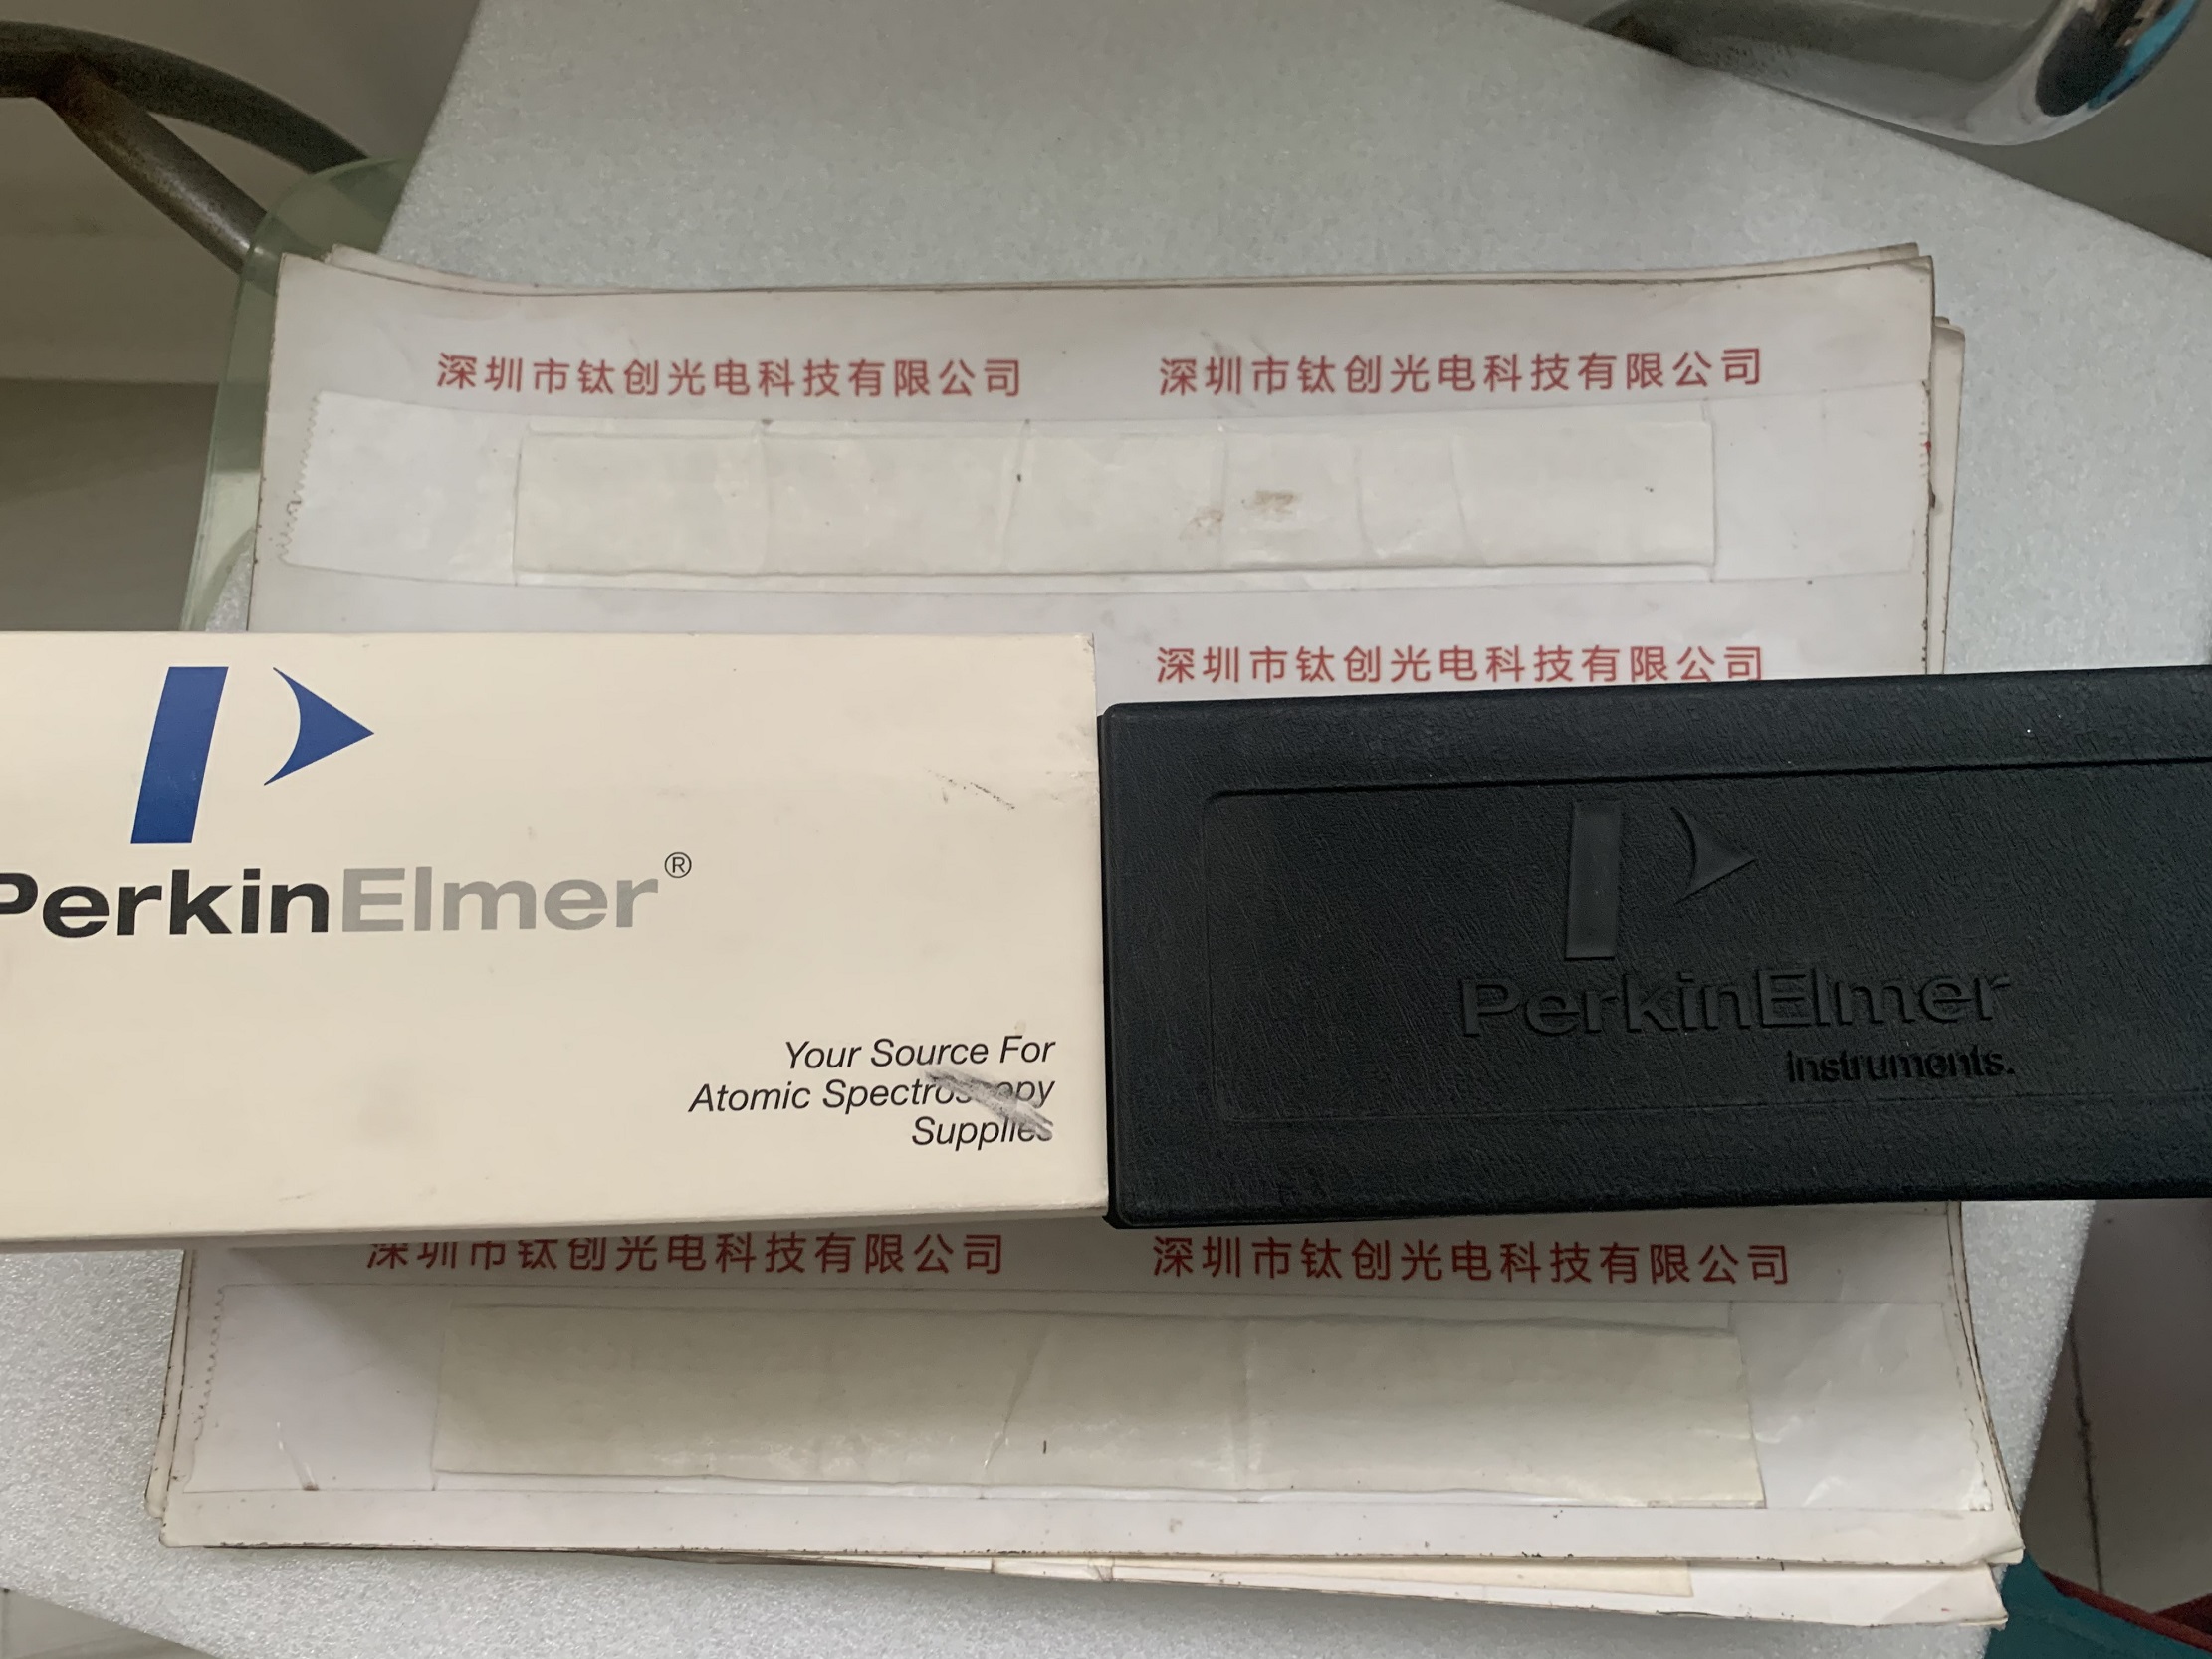 深圳市钛创光电科技有限公司 深圳市钛创光电科技有限公司
深圳市钛创光电科技有限公司
PerkinElmer®
Your Source For
Atomic Spectroscopy
Supplies
PerkinElmer
instruments.
深圳市钛创光电科技有限公司 深圳市钛创光电科技有限公司